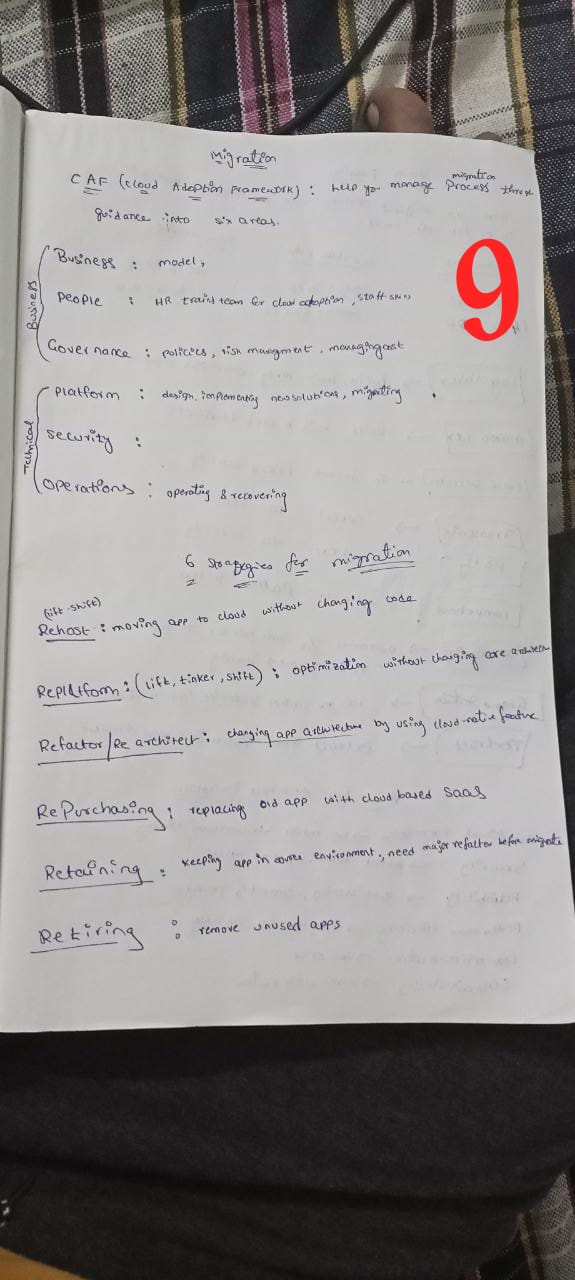 Migration
CAF (cloud Adoption Framework) : help you manage migration Process through
guidance into six areas.
Business
Business : model,
People : HR traind team for cloud adoption, staff
Governance : policies, risk managment, managing cost
Technical
Platform : design, implementing new solutions, migrating
security :
Operations : operating & recovering
9
6 Strategies for migration
(lift-shift)
Rehost : moving app to cloud without changing code
Replatform : (lift, tinker, shift) : optimization without changing core
Refactor/Re architect : changing app architecture by using cloud-native feature
RePurchasing : replacing old app with cloud based SaaS
Retaining : Keeping app in source environment, need major refactor before migrate
Retiring : remove unused apps